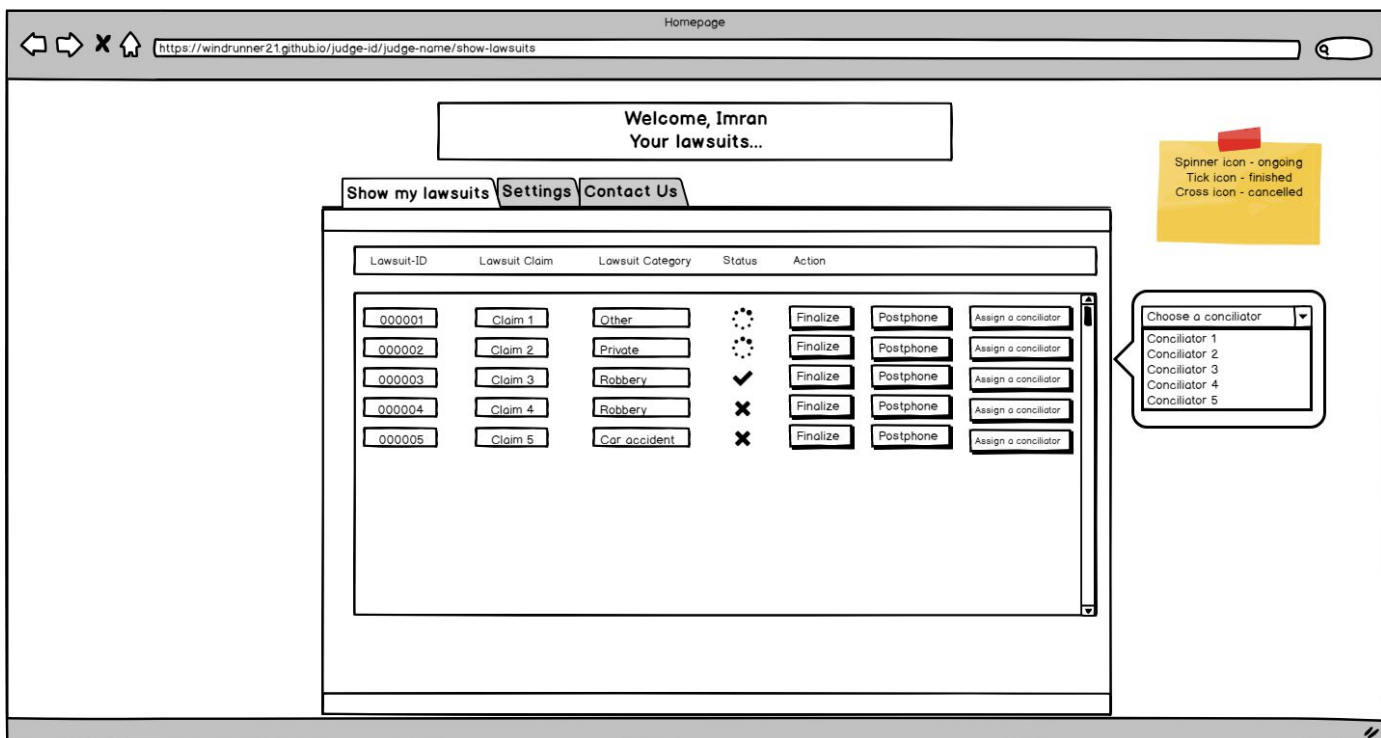 Homepage
https://windrunner21.github.io/judge-id/judge-name/show-lawsuits
Welcome, Imran
Your lawsuits...
Spinner icon - ongoing
Tick icon - finished
Cross icon - cancelled
Show my lawsuits Settings Contact Us
Lawsuit-ID Lawsuit Claim Lawsuit Category Status Action
000001 Claim 1 Other Finalize Postphone Assign a conciliator
000002 Claim 2 Private Finalize Postphone Assign a conciliator
000003 Claim 3 Robbery Finalize Postphone Assign a conciliator
000004 Claim 4 Robbery Finalize Postphone Assign a conciliator
000005 Claim 5 Car accident Finalize Postphone Assign a conciliator
Choose a conciliator
Conciliator 1
Conciliator 2
Conciliator 3
Conciliator 4
Conciliator 5